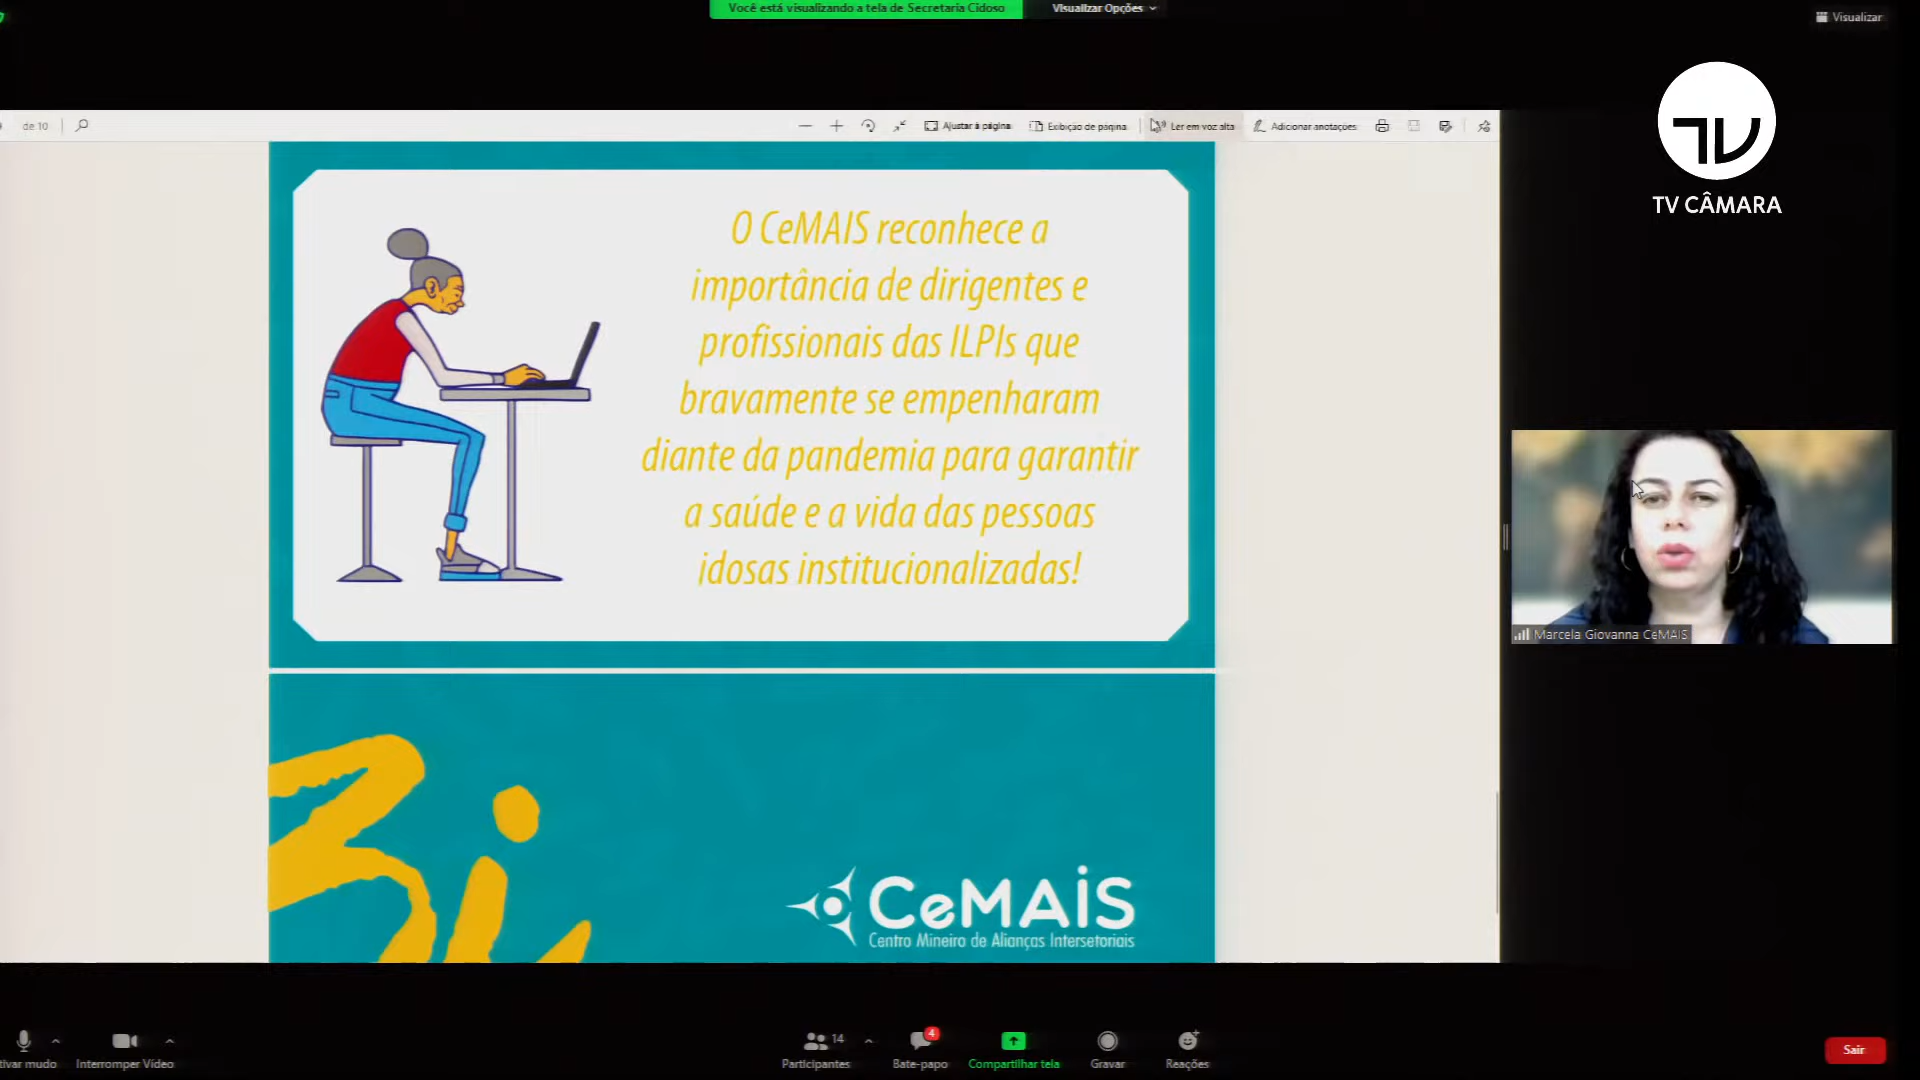 Você está visualizando a tela de Secretaria Cidoso
Visualizar Opções
Visualizar
TV CÂMARA
de 10
Ajustar à página
Exibição de página
Ler em voz alta
Adicionar anotações
O CeMAIS reconhece a
importância de dirigentes e
profissionais das ILPIs que
bravamente se empenharam
diante da pandemia para garantir
a saúde e a vida das pessoas
idosas institucionalizadas!
Marcela Giovanna CeMAIS
CeMAiS
Centro Mineiro de Alianças Intersetoriais
tivar mudo
Interromper Vídeo
14
Participantes
4
Bate-papo
Compartilhar tela
Gravar
Reações
Sair